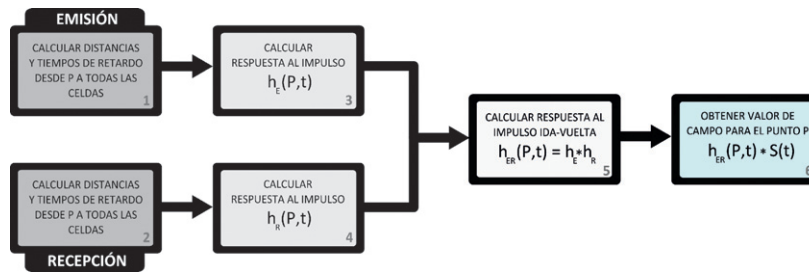 EMISIÓN
CALCULAR DISTANCIAS
Y TIEMPOS DE RETARDO
DESDE P A TODAS LAS
CELDAS
1
CALCULAR
RESPUESTA AL IMPULSO
h_E(P,t)
3
CALCULAR DISTANCIAS
Y TIEMPOS DE RETARDO
DESDE P A TODAS LAS
CELDAS
2
RECEPCIÓN
CALCULAR
RESPUESTA AL IMPULSO
h_R(P,t)
4
CALCULAR RESPUESTA AL
IMPULSO IDA-VUELTA
h_ER(P,t) = h_E*h_R
5
OBTENER VALOR DE
CAMPO PARA EL PUNTO P
h_ER(P,t) * S(t)
6